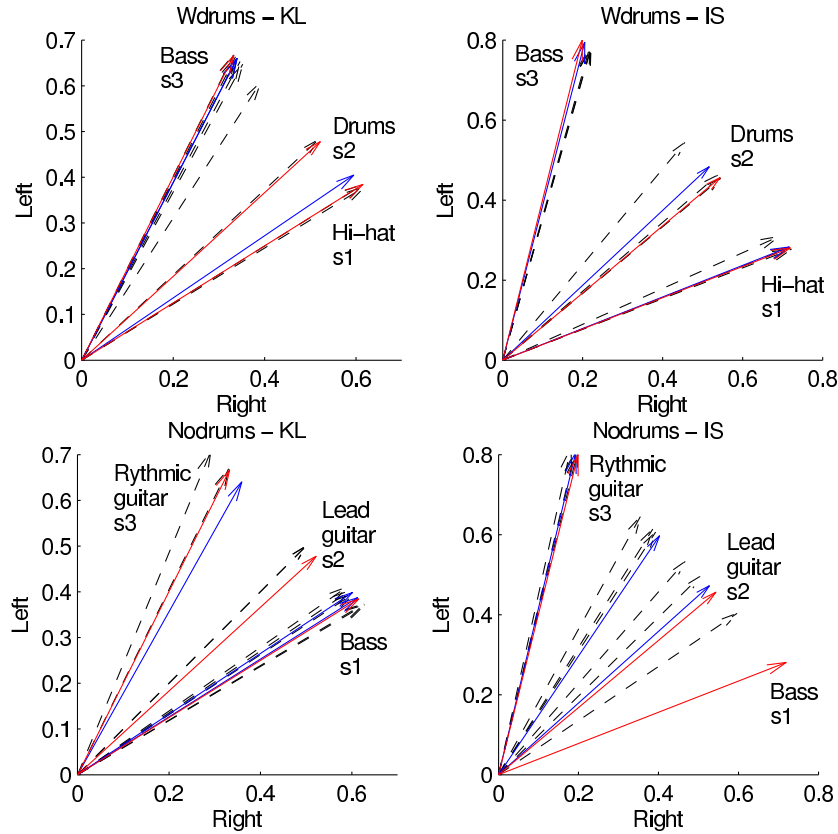 Wdrums – KL
0.7
0.6
0.5
0.4
0.3
0.2
0.1
0
Left
Bass
s3
Drums
s2
Hi–hat
s1
0
0.2
0.4
0.6
Right
Wdrums – IS
0.8
0.6
0.4
0.2
0
Left
Bass
s3
Drums
s2
Hi–hat
s1
0
0.2
0.4
0.6
0.8
Right
Nodrums – KL
0.7
0.6
0.5
0.4
0.3
0.2
0.1
0
Left
Rythmic
guitar
s3
Lead
guitar
s2
Bass
s1
0
0.2
0.4
0.6
Right
Nodrums – IS
0.8
0.6
0.4
0.2
0
Left
Rythmic
guitar
s3
Lead
guitar
s2
Bass
s1
0
0.2
0.4
0.6
0.8
Right